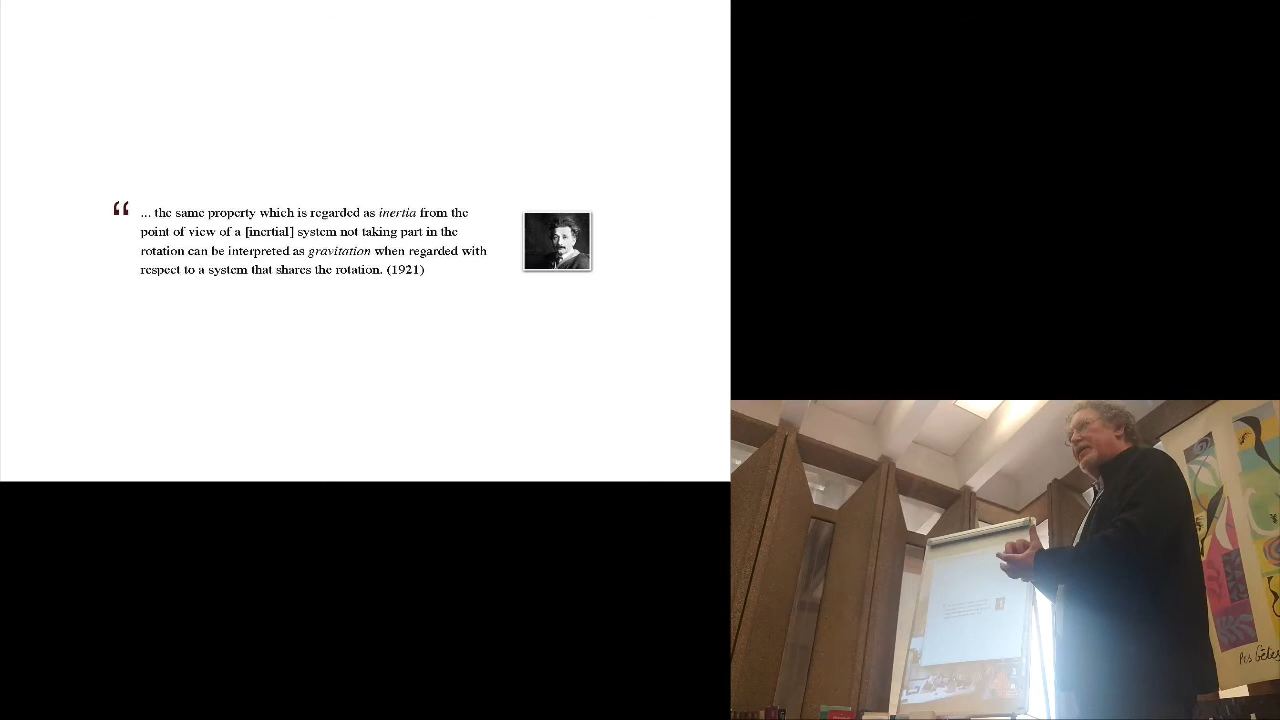 “ ... the same property which is regarded as inertia from the
point of view of a [inertial] system not taking part in the
rotation can be interpreted as gravitation when regarded with
respect to a system that shares the rotation. (1921)